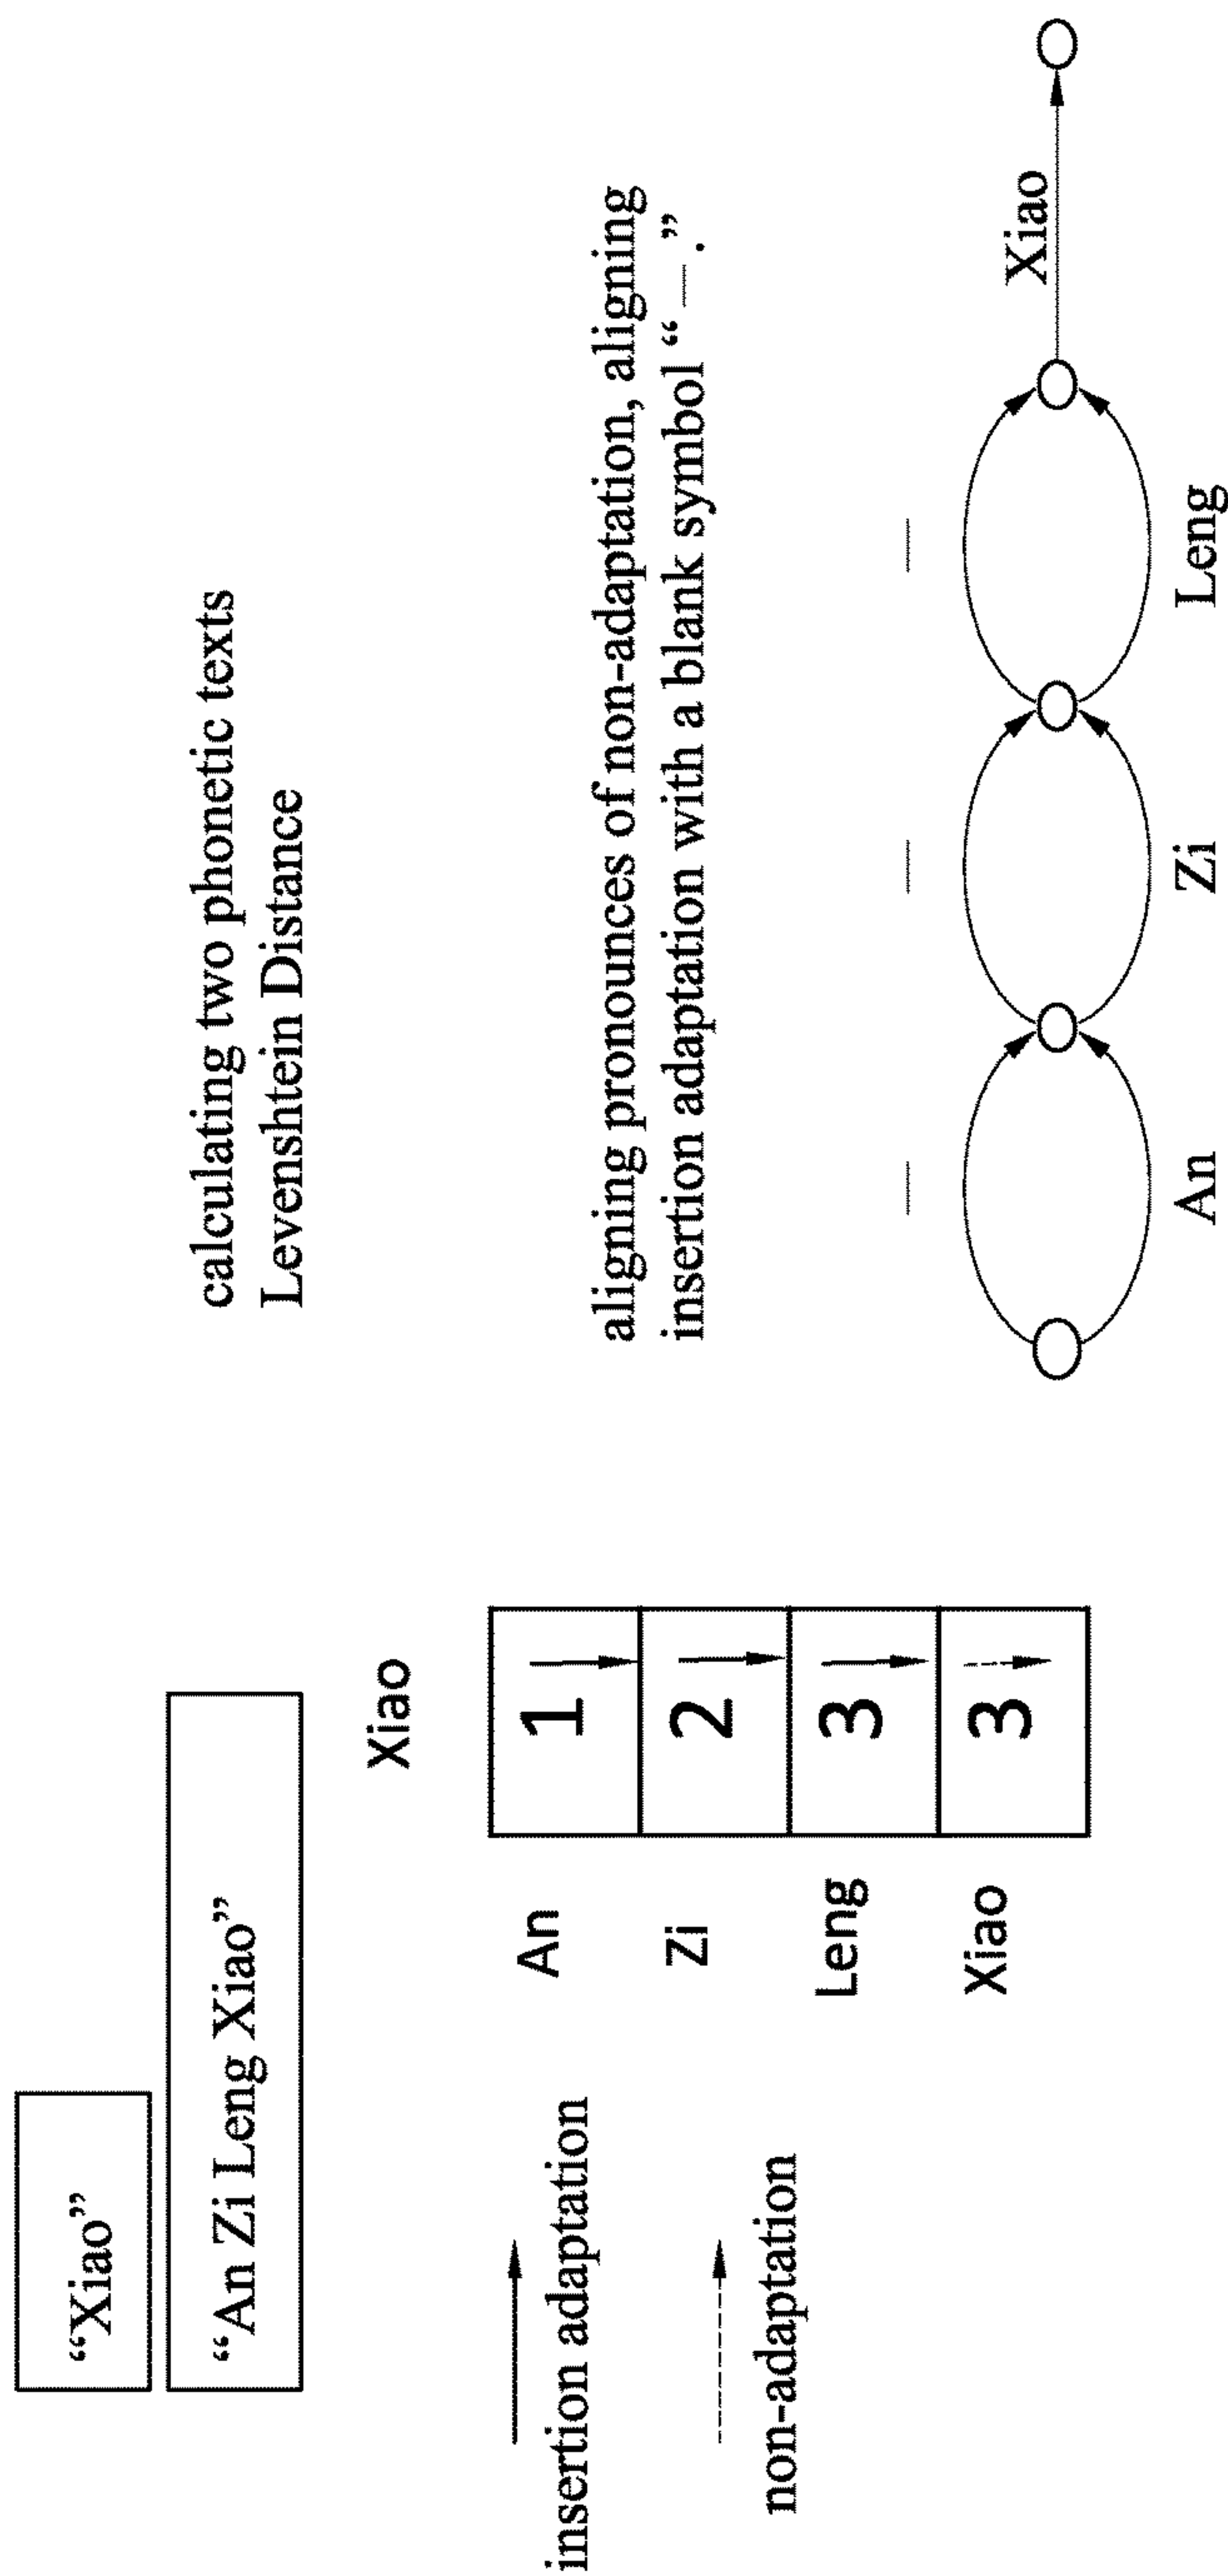 “Xiao”
“An Zi Leng Xiao”
calculating two phonetic texts
Levenshtein Distance
Xiao
An 1
Zi 2
Leng 3
Xiao 3
insertion adaptation
non-adaptation
aligning pronounces of non-adaptation, aligning
insertion adaptation with a blank symbol “ — .”
— — —
Xiao
An Zi Leng